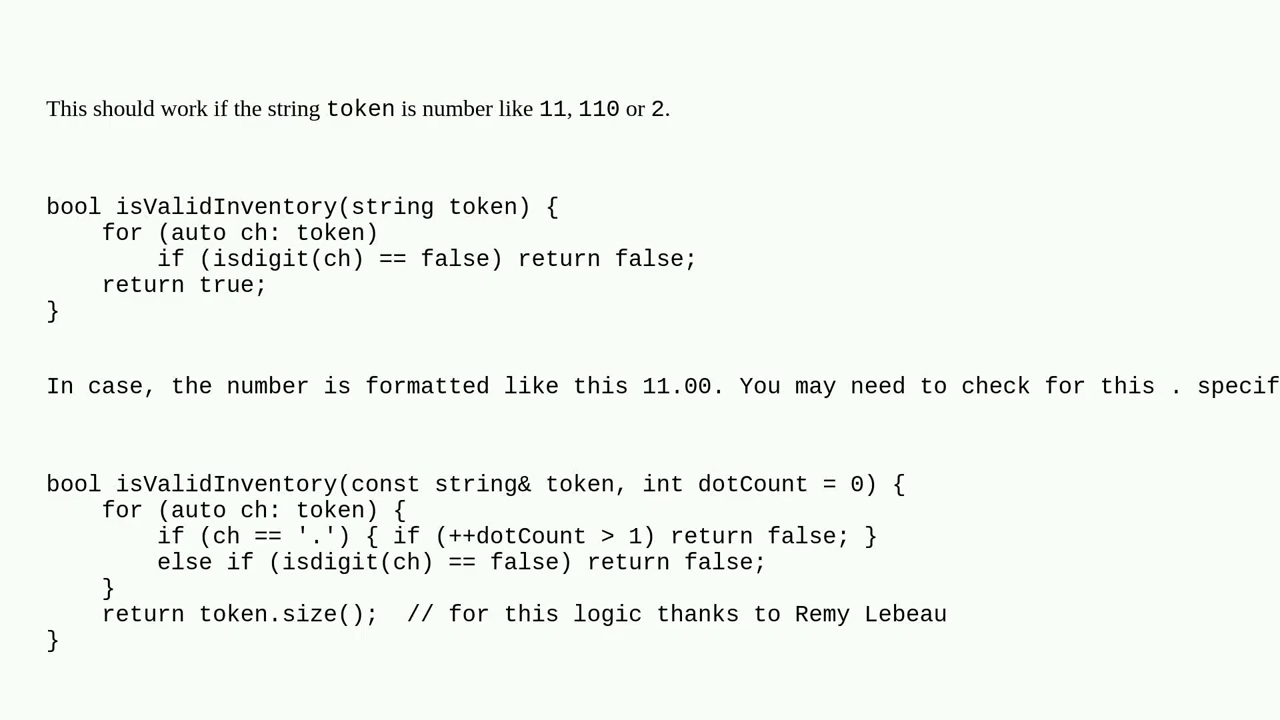 This should work if the string token is number like 11, 110 or 2.
bool isValidInventory(string token) {
    for (auto ch: token)
        if (isdigit(ch) == false) return false;
    return true;
}
In case, the number is formatted like this 11.00. You may need to check for this . specif
bool isValidInventory(const string& token, int dotCount = 0) {
    for (auto ch: token) {
        if (ch == '.') { if (++dotCount > 1) return false; }
        else if (isdigit(ch) == false) return false;
    }
    return token.size();  // for this logic thanks to Remy Lebeau
}